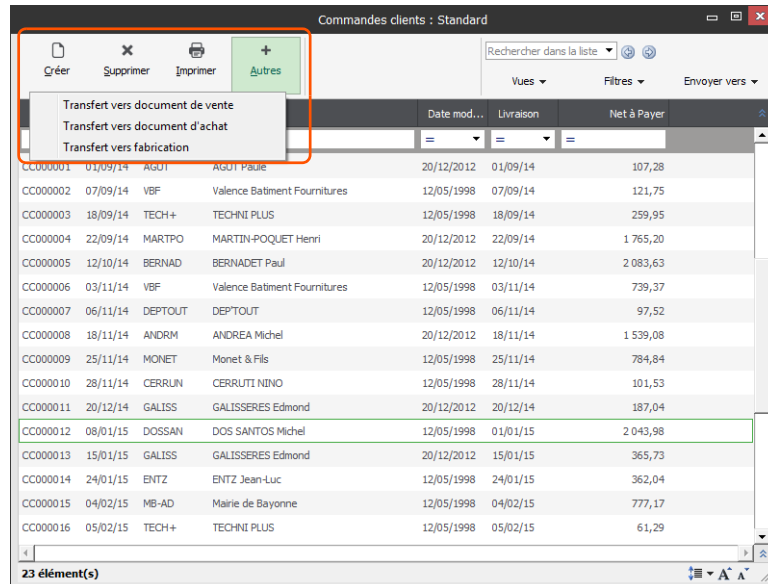 Commandes clients : Standard
Créer Supprimer Imprimer Autres
Rechercher dans la liste
Vues Filtres Envoyer vers
Transfert vers document de vente
Transfert vers document d'achat
Transfert vers fabrication
Date mod... Livraison Net à Payer
= = =
CC000001 01/09/14 AGUT AGUT Paule 20/12/2012 01/09/14 107,28
CC000002 07/09/14 VBF Valence Batiment Fournitures 12/05/1998 07/09/14 121,75
CC000003 18/09/14 TECH+ TECHNI PLUS 12/05/1998 18/09/14 259,95
CC000004 22/09/14 MARTPO MARTIN-POQUET Henri 20/12/2012 22/09/14 1 765,20
CC000005 12/10/14 BERNAD BERNADET Paul 20/12/2012 12/10/14 2 083,63
CC000006 03/11/14 VBF Valence Batiment Fournitures 12/05/1998 03/11/14 739,37
CC000007 06/11/14 DEPTOUT DEP'TOUT 12/05/1998 06/11/14 97,52
CC000008 18/11/14 ANDRM ANDREA Michel 20/12/2012 18/11/14 1 539,08
CC000009 25/11/14 MONET Monet & Fils 12/05/1998 25/11/14 784,84
CC000010 28/11/14 CERRUN CERRUTI NINO 12/05/1998 28/11/14 101,53
CC000011 20/12/14 GALISS GALISSERES Edmond 20/12/2012 20/12/14 187,04
CC000012 08/01/15 DOSSAN DOS SANTOS Michel 12/05/1998 01/01/15 2 043,98
CC000013 15/01/15 GALISS GALISSERES Edmond 20/12/2012 15/01/15 365,73
CC000014 24/01/15 ENTZ ENTZ Jean-Luc 12/05/1998 24/01/15 362,04
CC000015 04/02/15 MB-AD Mairie de Bayonne 12/05/1998 04/02/15 777,17
CC000016 05/02/15 TECH+ TECHNI PLUS 12/05/1998 05/02/15 61,29
23 élément(s) A A